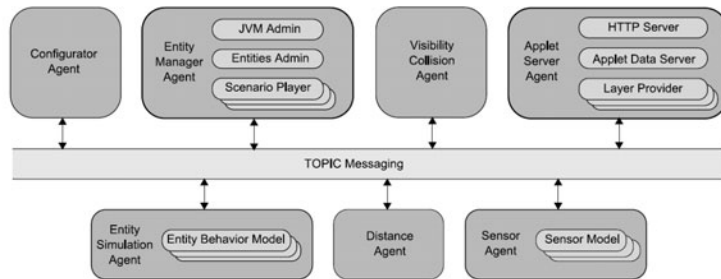 Configurator
Agent
Entity
Manager
Agent
JVM Admin
Entities Admin
Scenario Player
Visibility
Collision
Agent
Applet
Server
Agent
HTTP Server
Applet Data Server
Layer Provider
TOPIC Messaging
Entity
Simulation
Agent
Entity Behavior Model
Distance
Agent
Sensor
Agent
Sensor Model